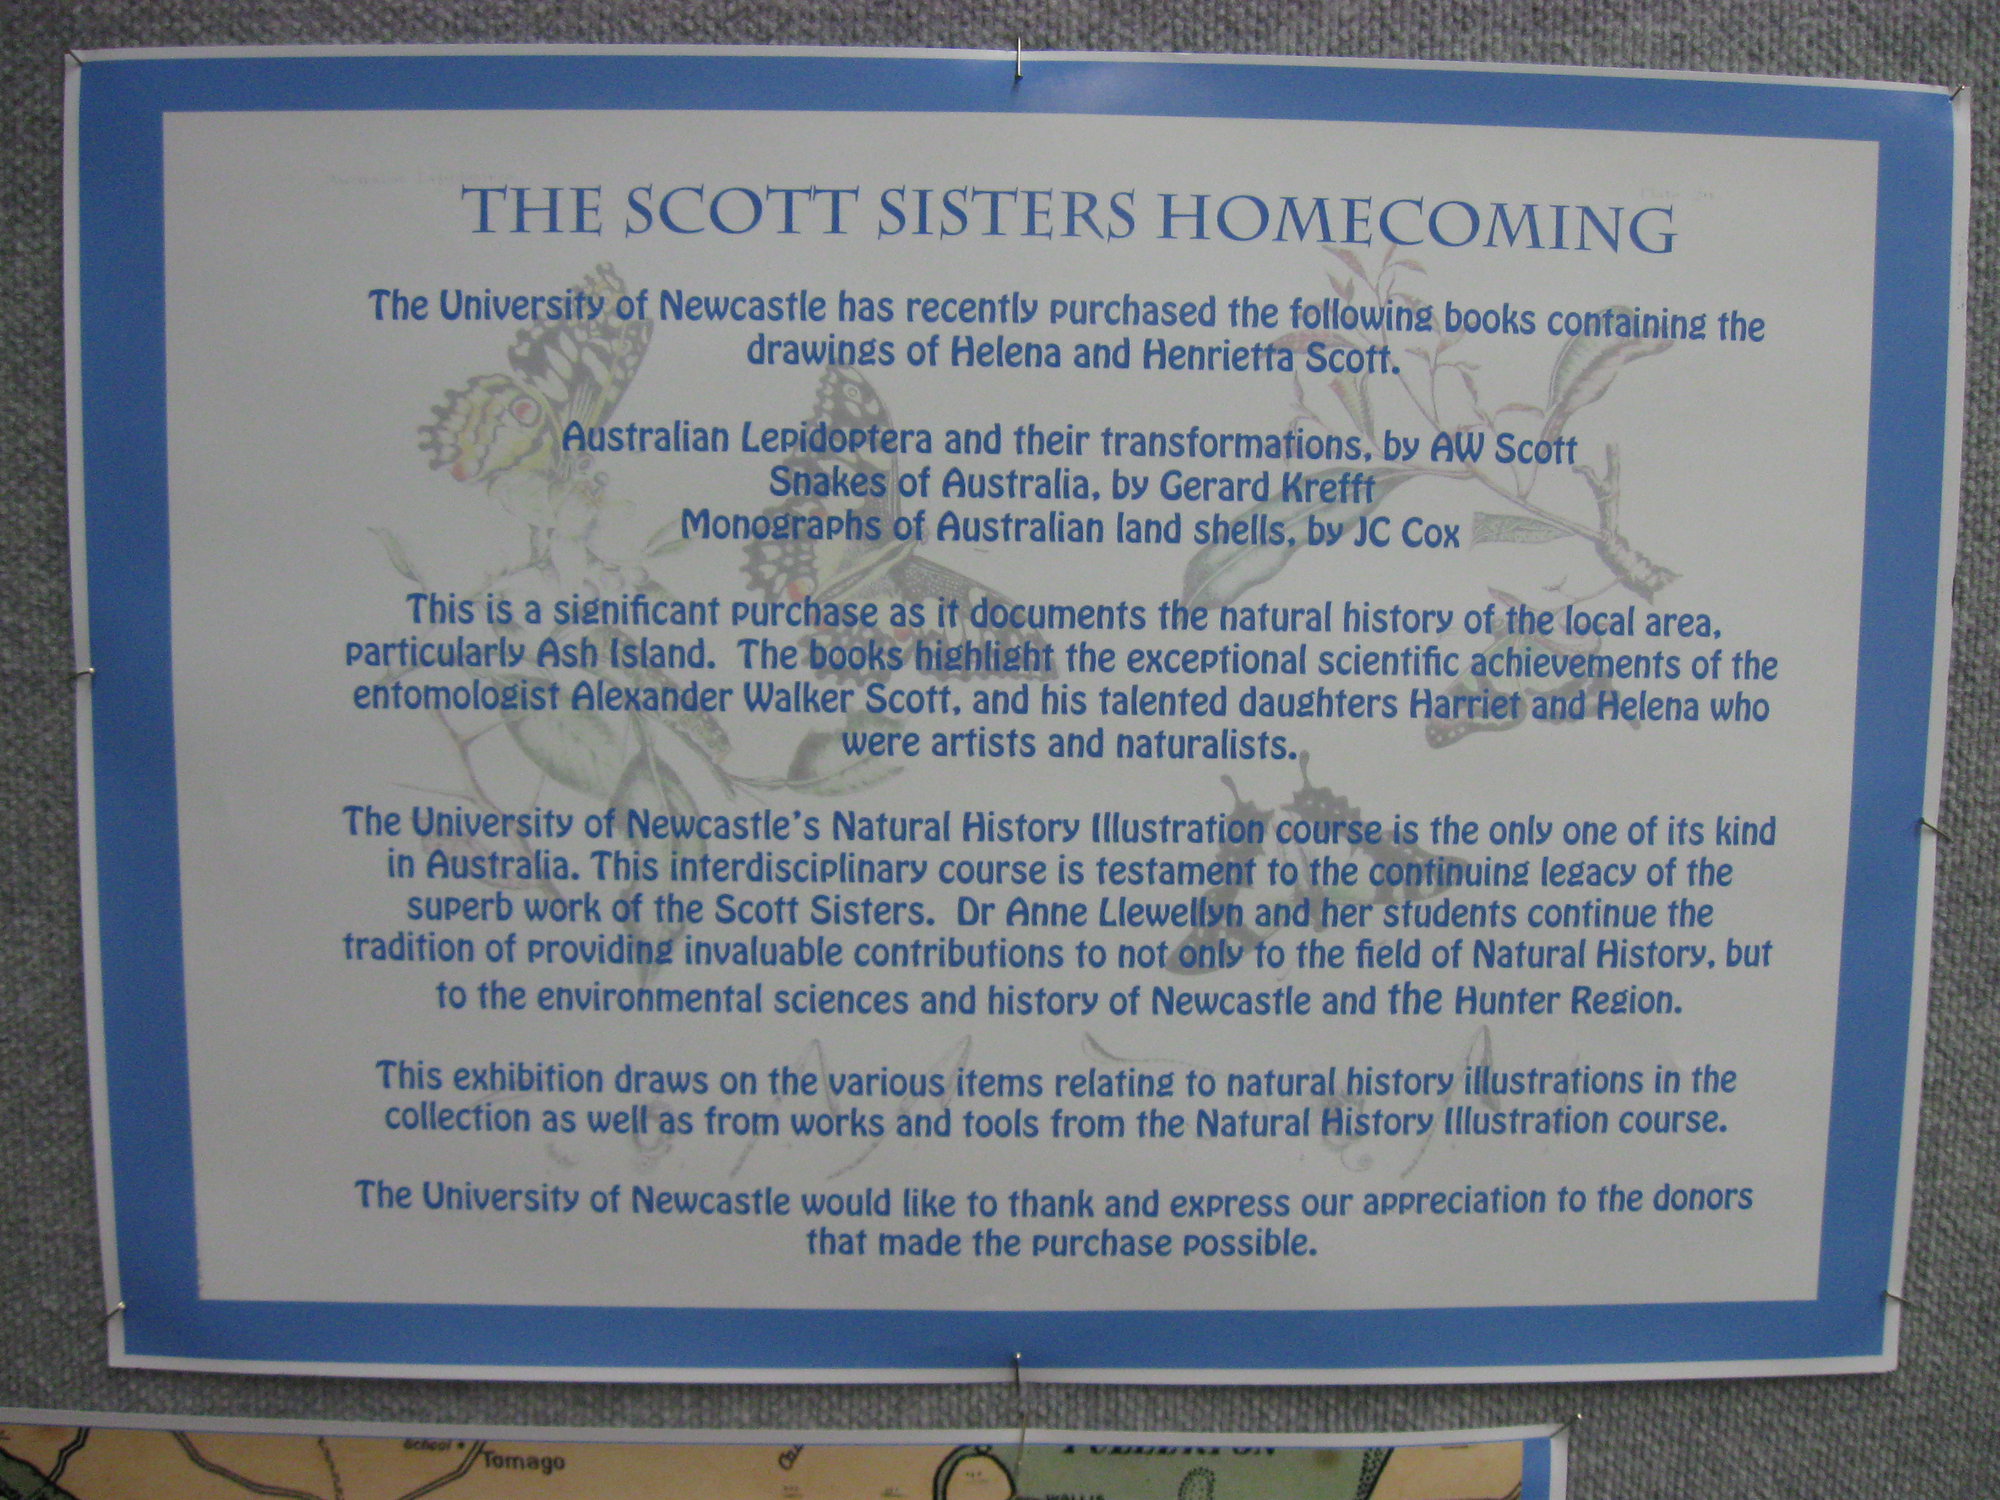 THE SCOTT SISTERS HOMECOMING
The University of Newcastle has recently purchased the following books containing the
drawings of Helena and Henrietta Scott.
Australian Lepidoptera and their transformations, by AW Scott
Snakes of Australia, by Gerard Krefft
Monographs of Australian land shells, by JC Cox
This is a significant purchase as it documents the natural history of the local area,
particularly Ash Island. The books highlight the exceptional scientific achievements of the
entomologist Alexander Walker Scott, and his talented daughters Harriet and Helena who
were artists and naturalists.
The University of Newcastle's Natural History Illustration course is the only one of its kind
in Australia. This interdisciplinary course is testament to the continuing legacy of the
superb work of the Scott Sisters. Dr Anne Llewellyn and her students continue the
tradition of providing invaluable contributions to not only to the field of Natural History, but
to the environmental sciences and history of Newcastle and the Hunter Region.
This exhibition draws on the various items relating to natural history illustrations in the
collection as well as from works and tools from the Natural History Illustration course.
The University of Newcastle would like to thank and express our appreciation to the donors
that made the purchase possible.
School
Tomago